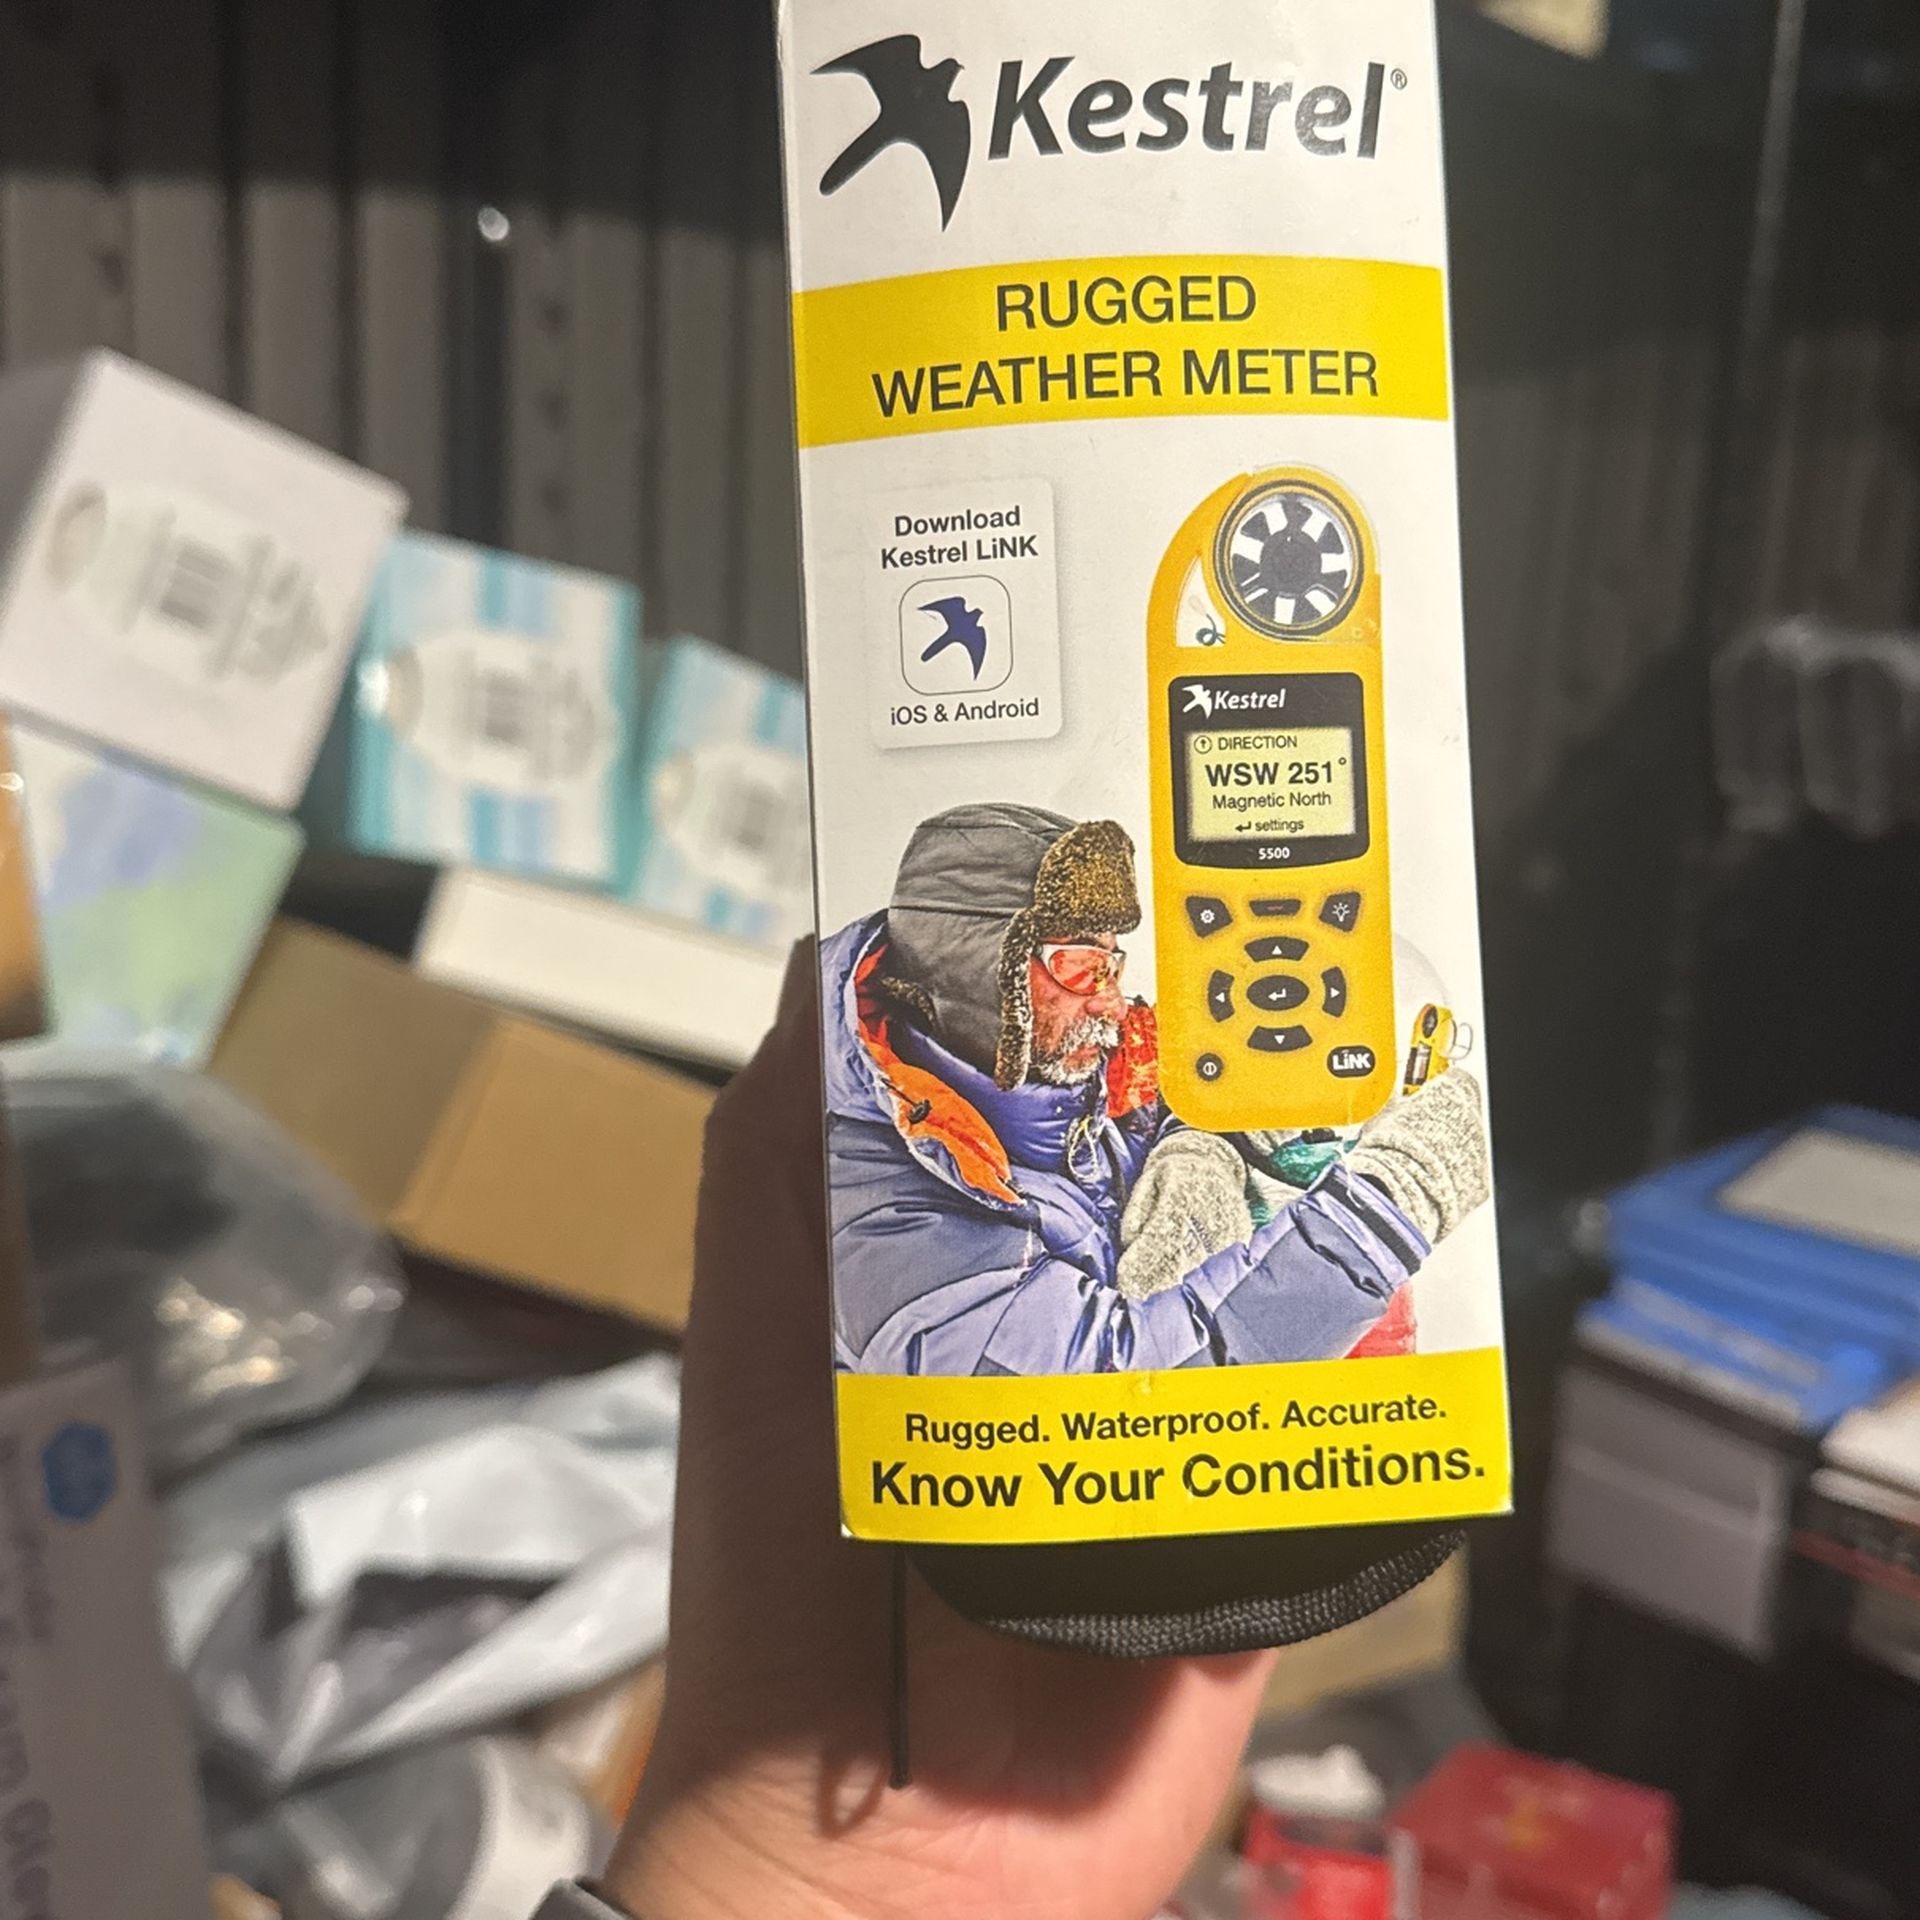 Kestrel®
RUGGED
WEATHER METER
Download
Kestrel LiNK
iOS & Android
Kestrel
DIRECTION
WSW 251°
Magnetic North
↵ settings
5500
LiNK
Rugged. Waterproof. Accurate.
Know Your Conditions.